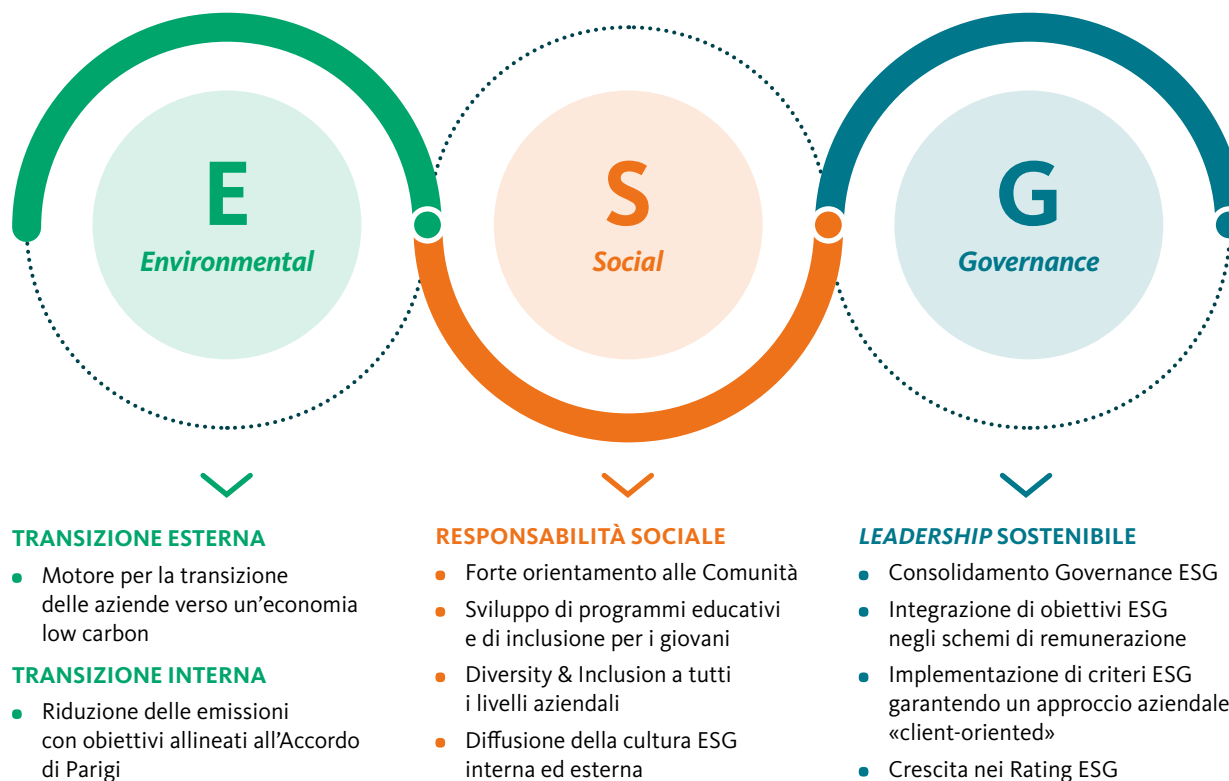 E
Environmental
S
Social
G
Governance
TRANSIZIONE ESTERNA
• Motore per la transizione
delle aziende verso un'economia
low carbon
TRANSIZIONE INTERNA
• Riduzione delle emissioni
con obiettivi allineati all'Accordo
di Parigi
RESPONSABILITÀ SOCIALE
• Forte orientamento alle Comunità
• Sviluppo di programmi educativi
e di inclusione per i giovani
• Diversity & Inclusion a tutti
i livelli aziendali
• Diffusione della cultura ESG
interna ed esterna
LEADERSHIP SOSTENIBILE
• Consolidamento Governance ESG
• Integrazione di obiettivi ESG
negli schemi di remunerazione
• Implementazione di criteri ESG
garantendo un approccio aziendale
«client-oriented»
• Crescita nei Rating ESG